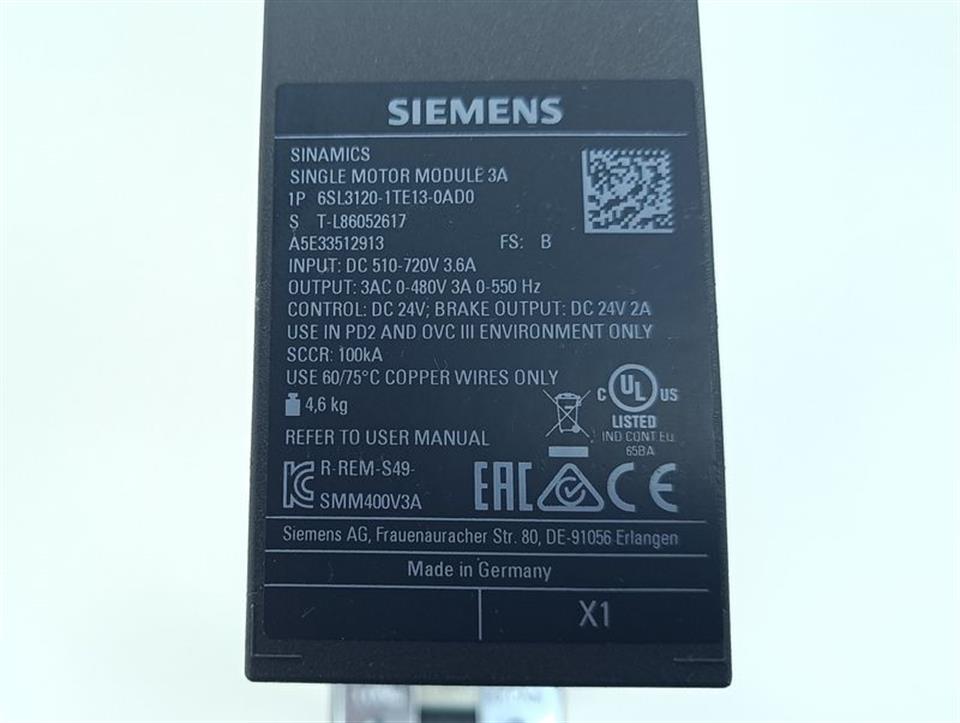 SIEMENS
SINAMICS
SINGLE MOTOR MODULE 3A
1P 6SL3120-1TE13-0AD0
S T-L86052617
A5E33512913 FS: B
INPUT: DC 510-720V 3.6A
OUTPUT: 3AC 0-480V 3A 0-550 Hz
CONTROL: DC 24V; BRAKE OUTPUT: DC 24V 2A
USE IN PD2 AND OVC III ENVIRONMENT ONLY
SCCR: 100kA
USE 60/75°C COPPER WIRES ONLY
4,6 kg
C UL US
LISTED
REFER TO USER MANUAL
IND CONT EQ
65BA
R-REM-S49-
SMM400V3A
EAC CE
Siemens AG, Frauenauracher Str. 80, DE-91056 Erlangen
Made in Germany
X1